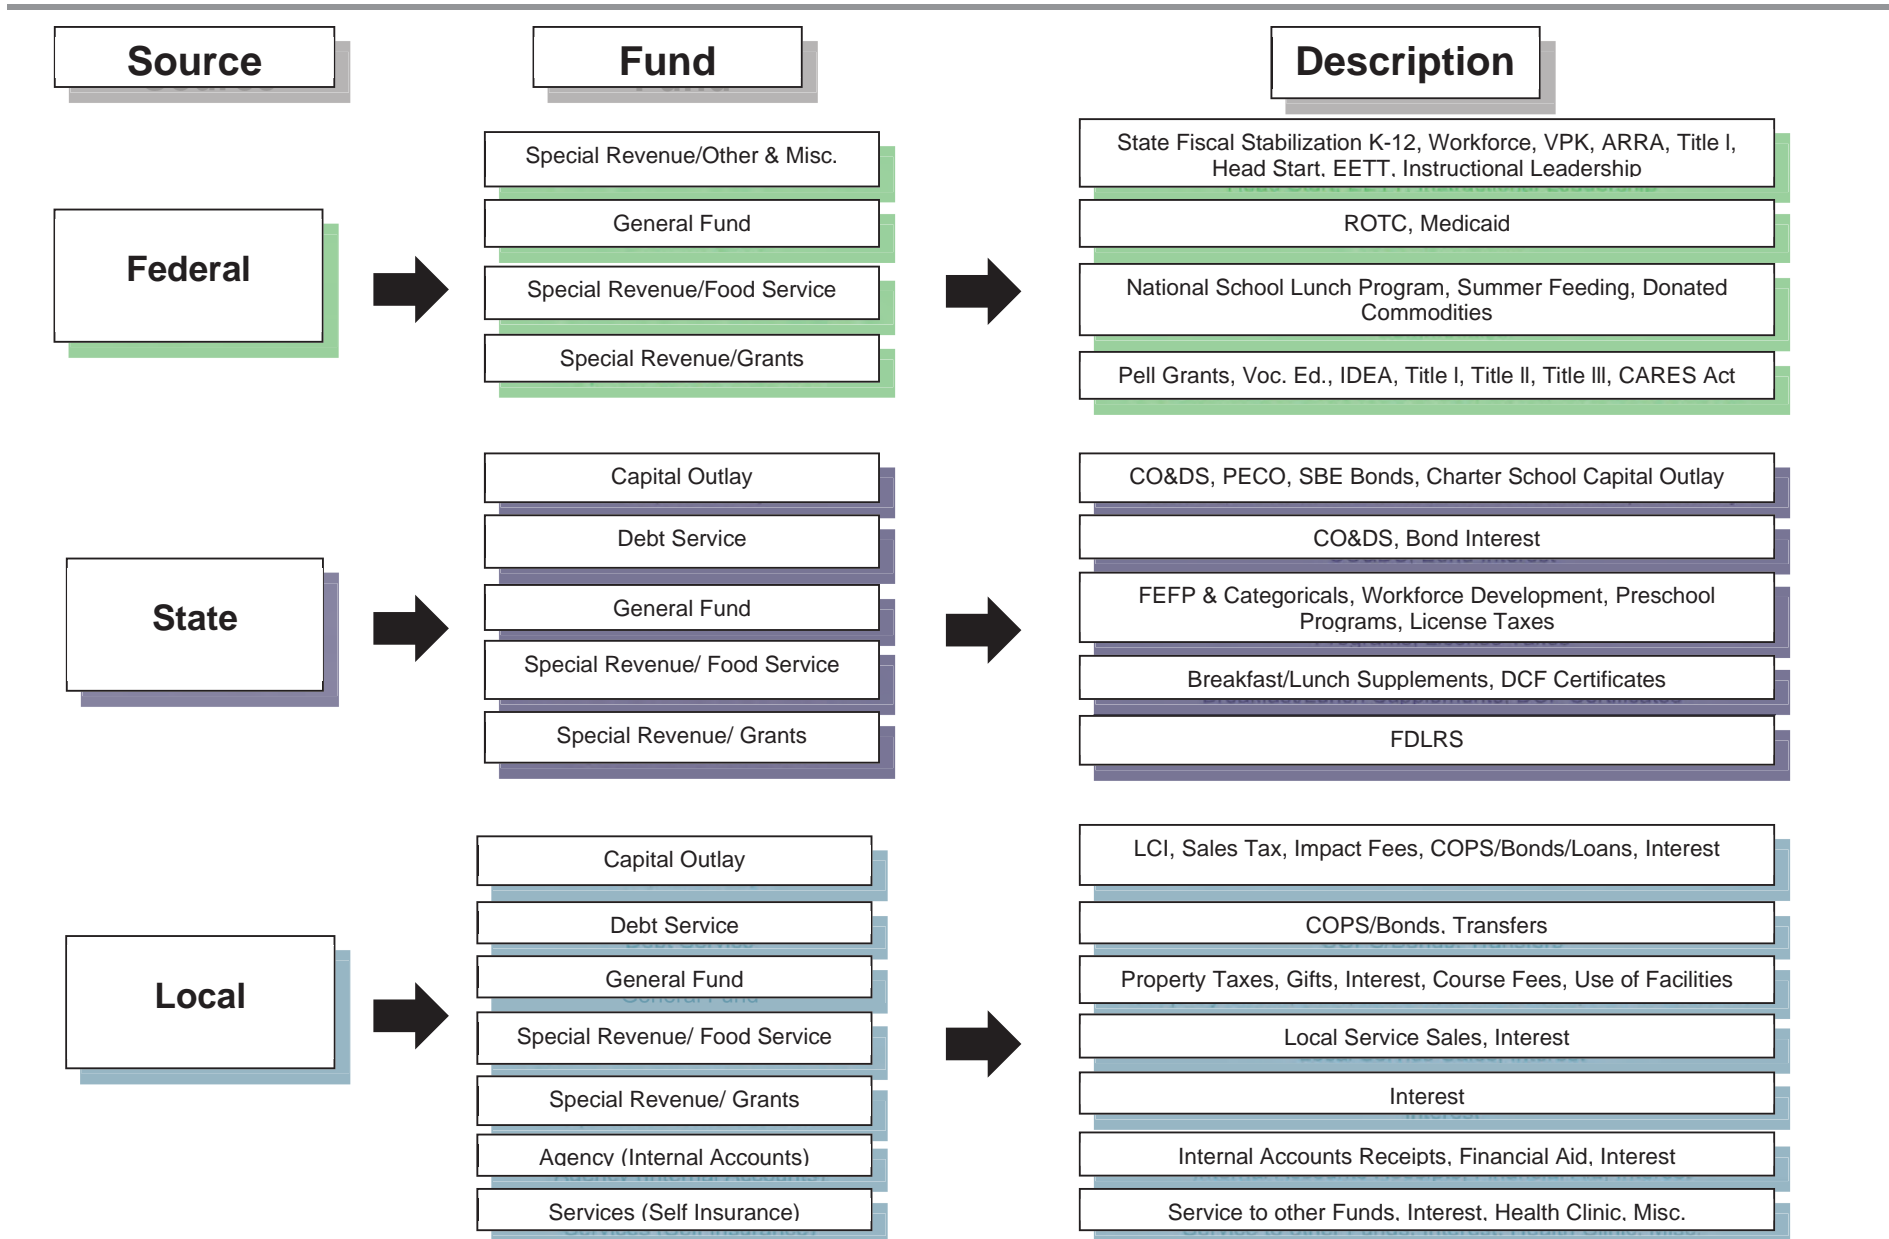 Source
Fund
Description
Federal
Special Revenue/Other & Misc.
State Fiscal Stabilization K-12, Workforce, VPK, ARRA, Title I,
Head Start, EETT, Instructional Leadership
General Fund
ROTC, Medicaid
Special Revenue/Food Service
National School Lunch Program, Summer Feeding, Donated
Commodities
Special Revenue/Grants
Pell Grants, Voc. Ed., IDEA, Title I, Title II, Title III, CARES Act
State
Capital Outlay
CO&DS, PECO, SBE Bonds, Charter School Capital Outlay
Debt Service
CO&DS, Bond Interest
General Fund
FEFP & Categoricals, Workforce Development, Preschool
Programs, License Taxes
Special Revenue/ Food Service
Breakfast/Lunch Supplements, DCF Certificates
Special Revenue/ Grants
FDLRS
Local
Capital Outlay
LCI, Sales Tax, Impact Fees, COPS/Bonds/Loans, Interest
Debt Service
COPS/Bonds, Transfers
General Fund
Property Taxes, Gifts, Interest, Course Fees, Use of Facilities
Special Revenue/ Food Service
Local Service Sales, Interest
Special Revenue/ Grants
Interest
Agency (Internal Accounts)
Internal Accounts Receipts, Financial Aid, Interest
Services (Self Insurance)
Service to other Funds, Interest, Health Clinic, Misc.